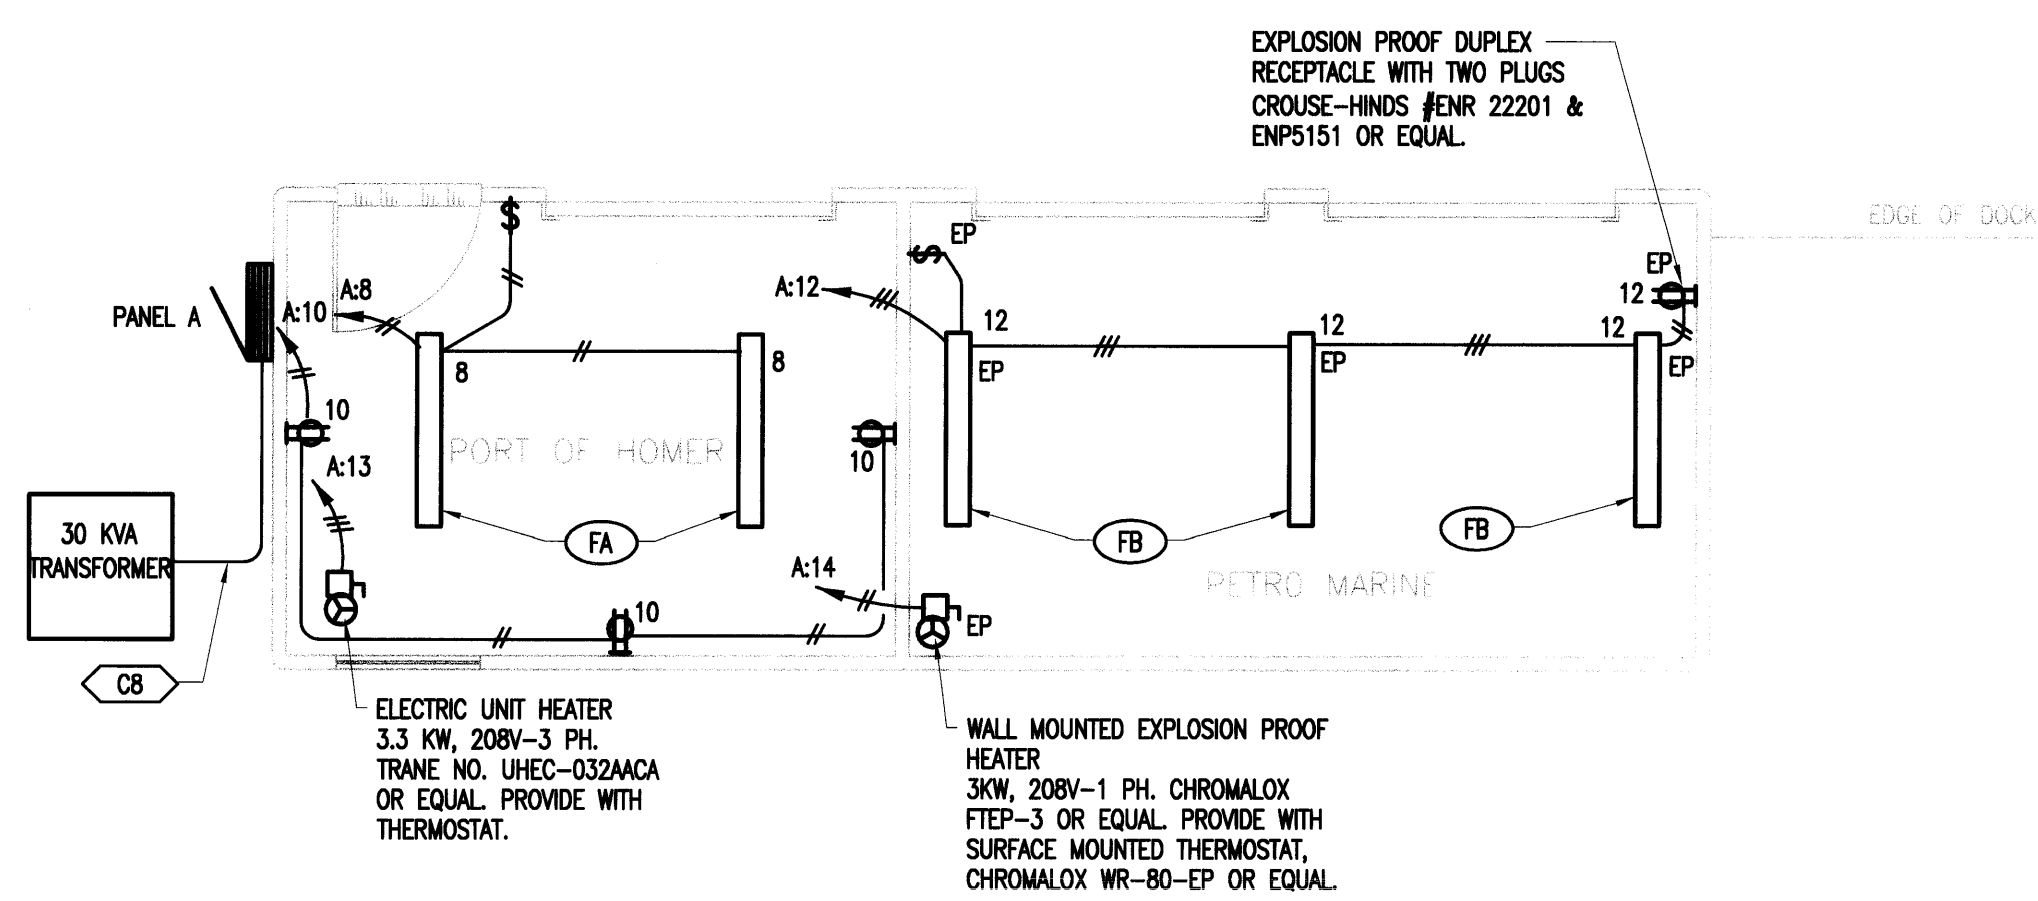 EXPLOSION PROOF DUPLEX
RECEPTACLE WITH TWO PLUGS
CROUSE-HINDS #ENR 22201 &
ENP5151 OR EQUAL.
EDGE OF DOCK
$
$ EP
EP
12
A:8
A:12
PANEL A
A:10
12
12
12
8
8
EP
EP
EP
10
PORT OF HOMER
10
A:13
30 KVA
TRANSFORMER
FA
FB
FB
A:14
PETRO MARINE
10
EP
C8
ELECTRIC UNIT HEATER
3.3 KW, 208V-3 PH.
TRANE NO. UHEC-032AACA
OR EQUAL. PROVIDE WITH
THERMOSTAT.
WALL MOUNTED EXPLOSION PROOF
HEATER
3KW, 208V-1 PH. CHROMALOX
FTEP-3 OR EQUAL. PROVIDE WITH
SURFACE MOUNTED THERMOSTAT,
CHROMALOX WR-80-EP OR EQUAL.